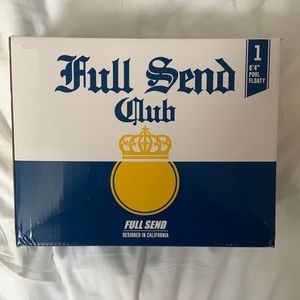 Full Send
Club
1
6'4"
POOL
FLOATY
FULL SEND
DESIGNED IN CALIFORNIA